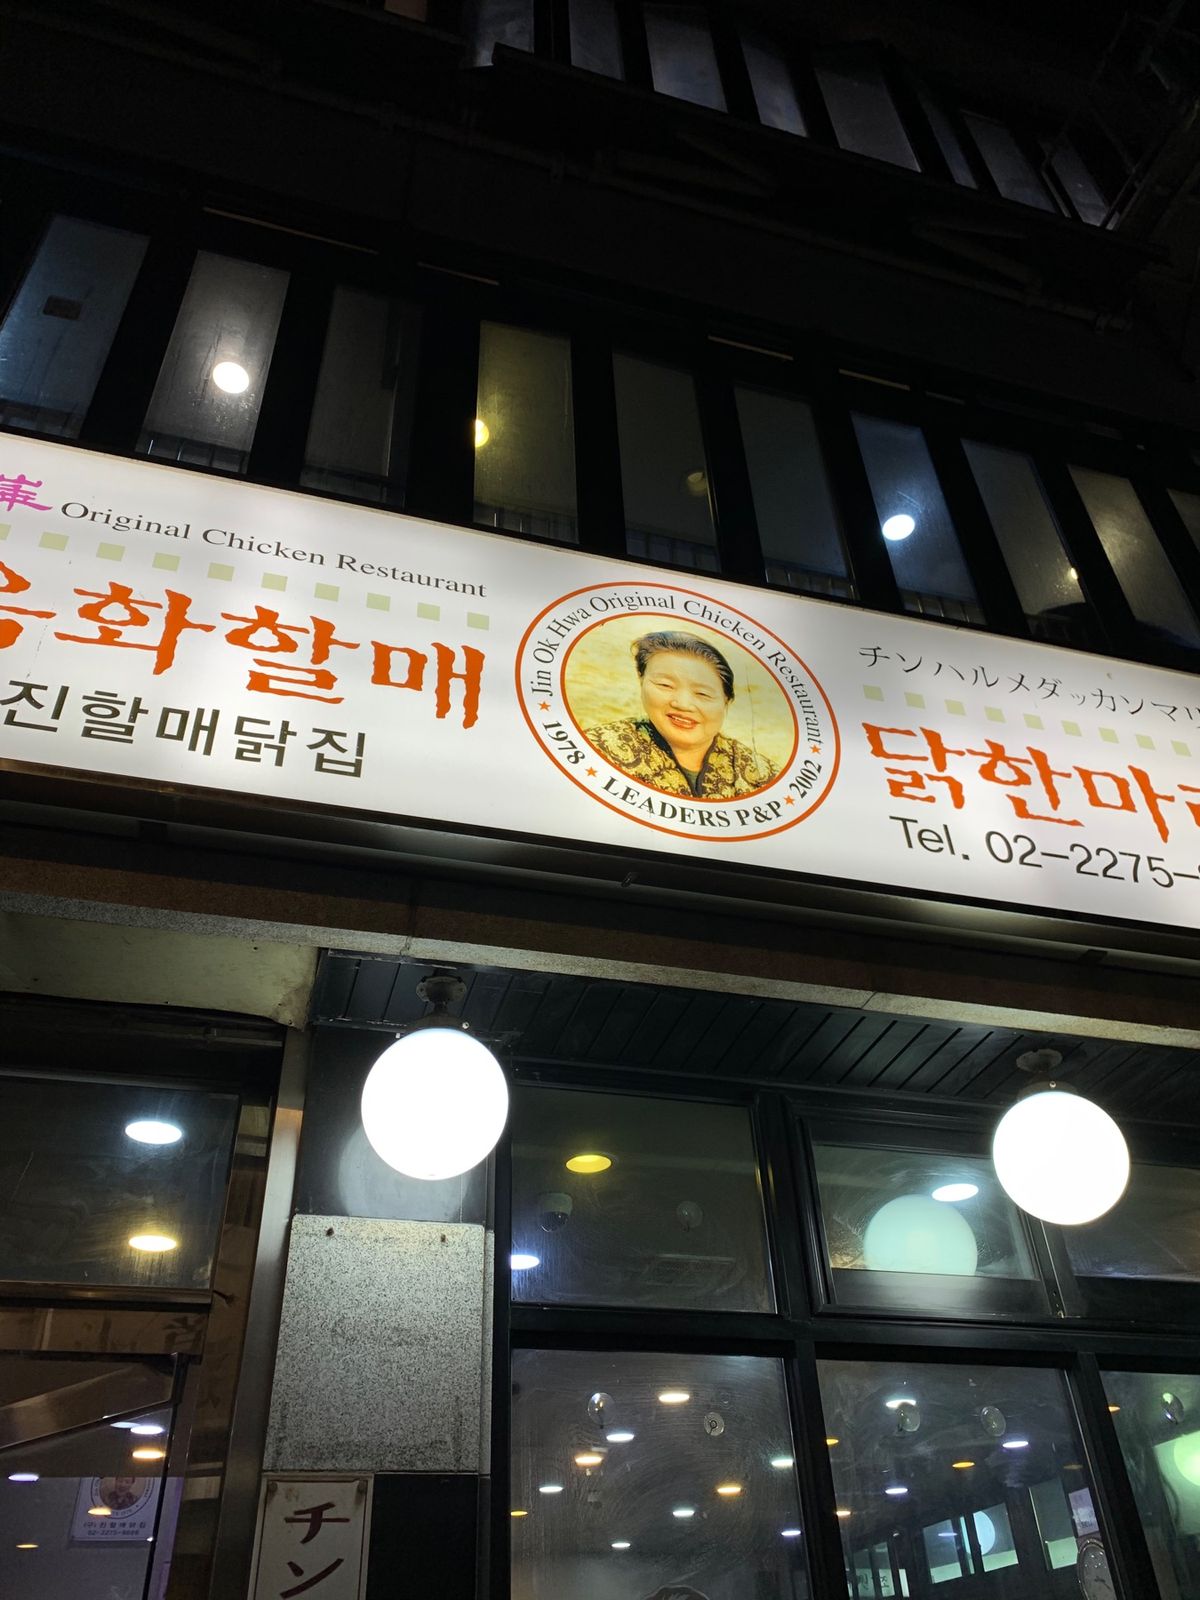 Original Chicken Restaurant
화할매
진할매닭집
Jin Ok Hwa Original Chicken Restaurant
1978 LEADERS P&P 2002
チンハルメダッカンマ
닭한마
Tel. 02-2275-
チン